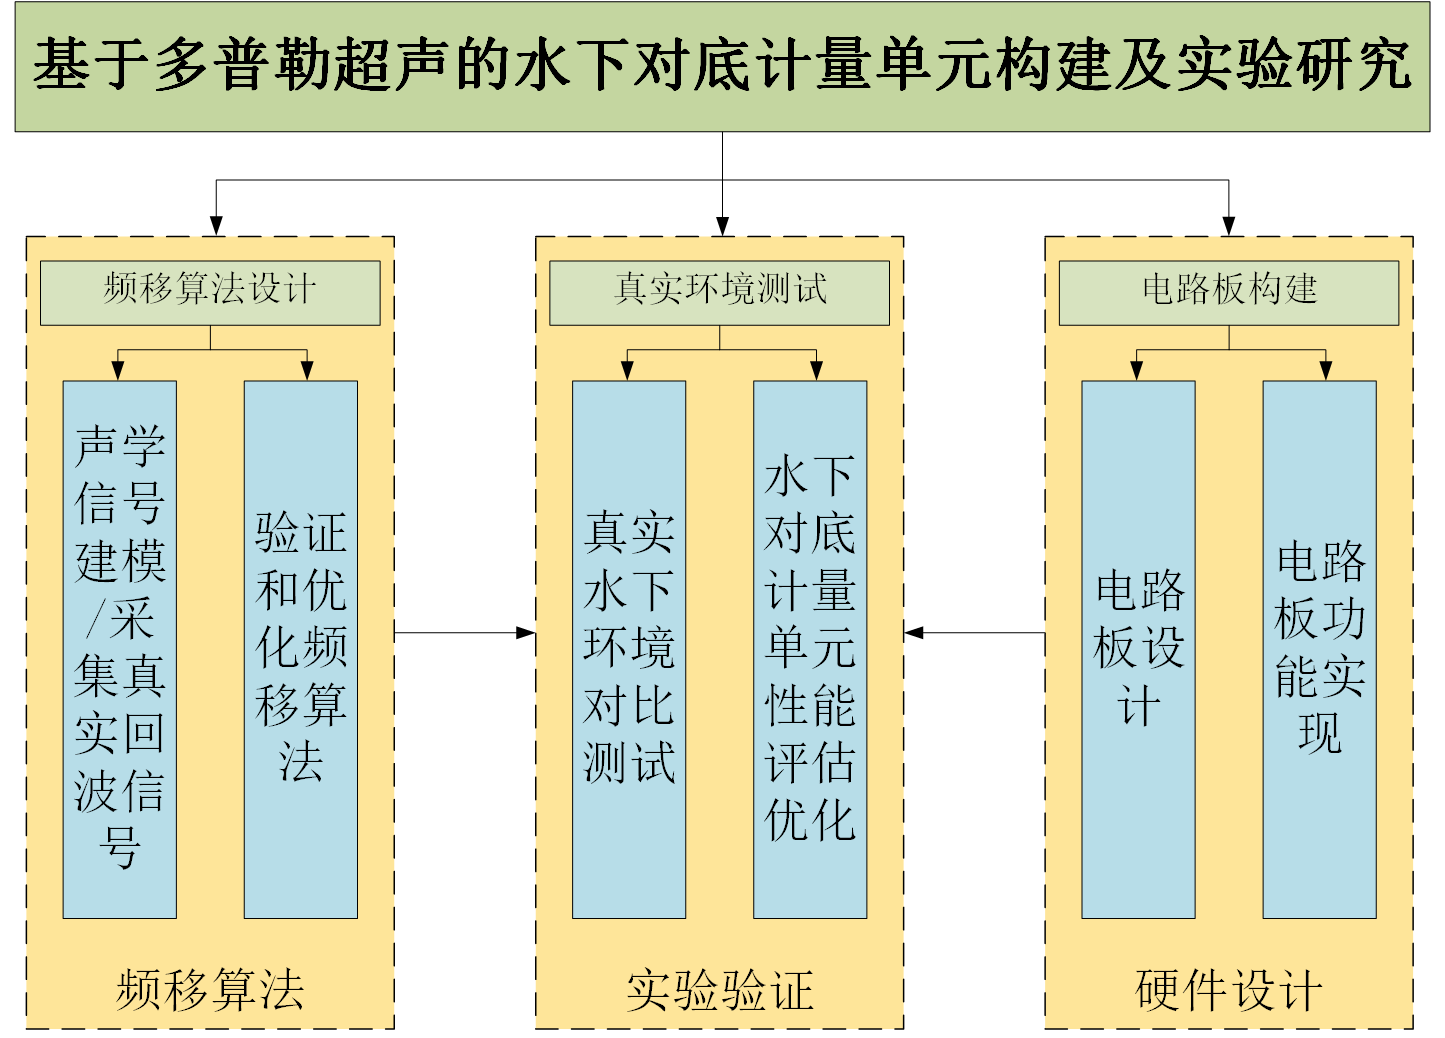 基于多普勒超声的水下对底计量单元构建及实验研究
频移算法设计
声学
信号
建模
/采
集真
实回
波信
号
验证
和优
化频
移算
法
频移算法
真实环境测试
真实
水下
环境
对比
测试
水下
对底
计量
单元
性能
评估
优化
实验验证
电路板构建
电路
板设
计
电路
板功
能实
现
硬件设计